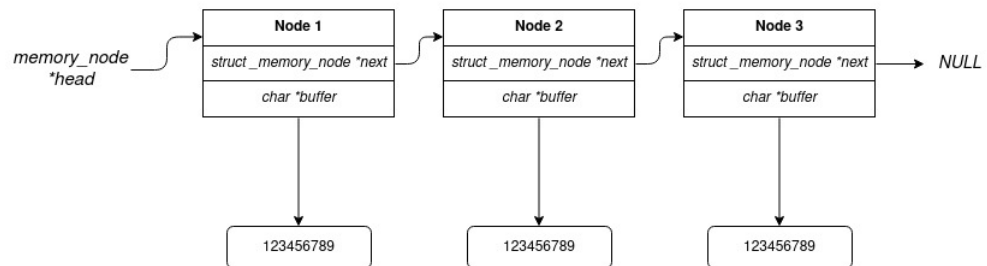 memory_node
*head
Node 1
struct _memory_node *next
char *buffer
123456789
Node 2
struct _memory_node *next
char *buffer
123456789
Node 3
struct _memory_node *next
char *buffer
123456789
NULL